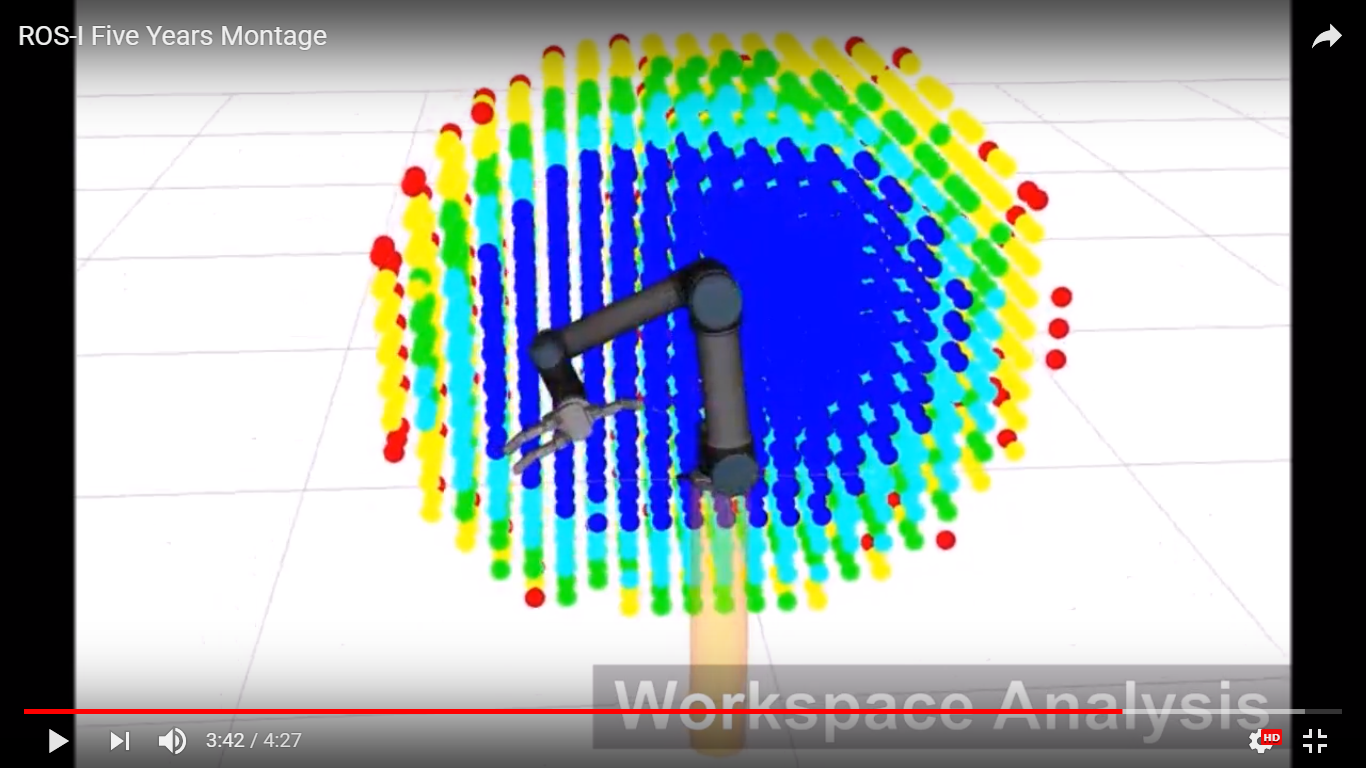 ROS-I Five Years Montage
Workspace Analysis
3:42 / 4:27
HD